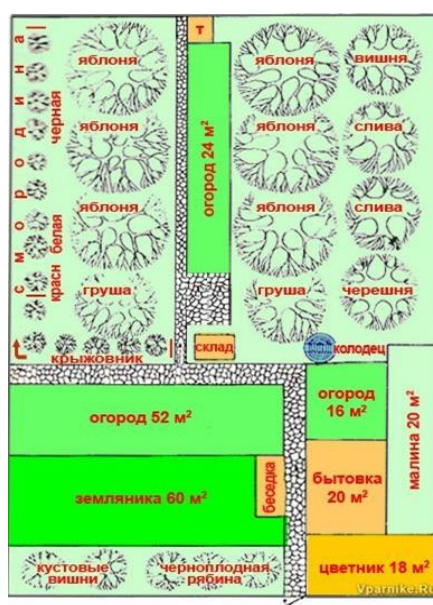 т
яблоня
яблоня
вишня
смородина
черная
яблоня
яблоня
слива
огород 24 м²
яблоня
яблоня
слива
белая
красн
груша
груша
черешня
крыжовник
склад
колодец
огород 52 м²
огород
16 м²
малина 20 м²
земляника 60 м²
беседка
бытовка
20 м²
кустовые
вишни
черноплодная
рябина
цветник 18 м²
Vparnike.Ru